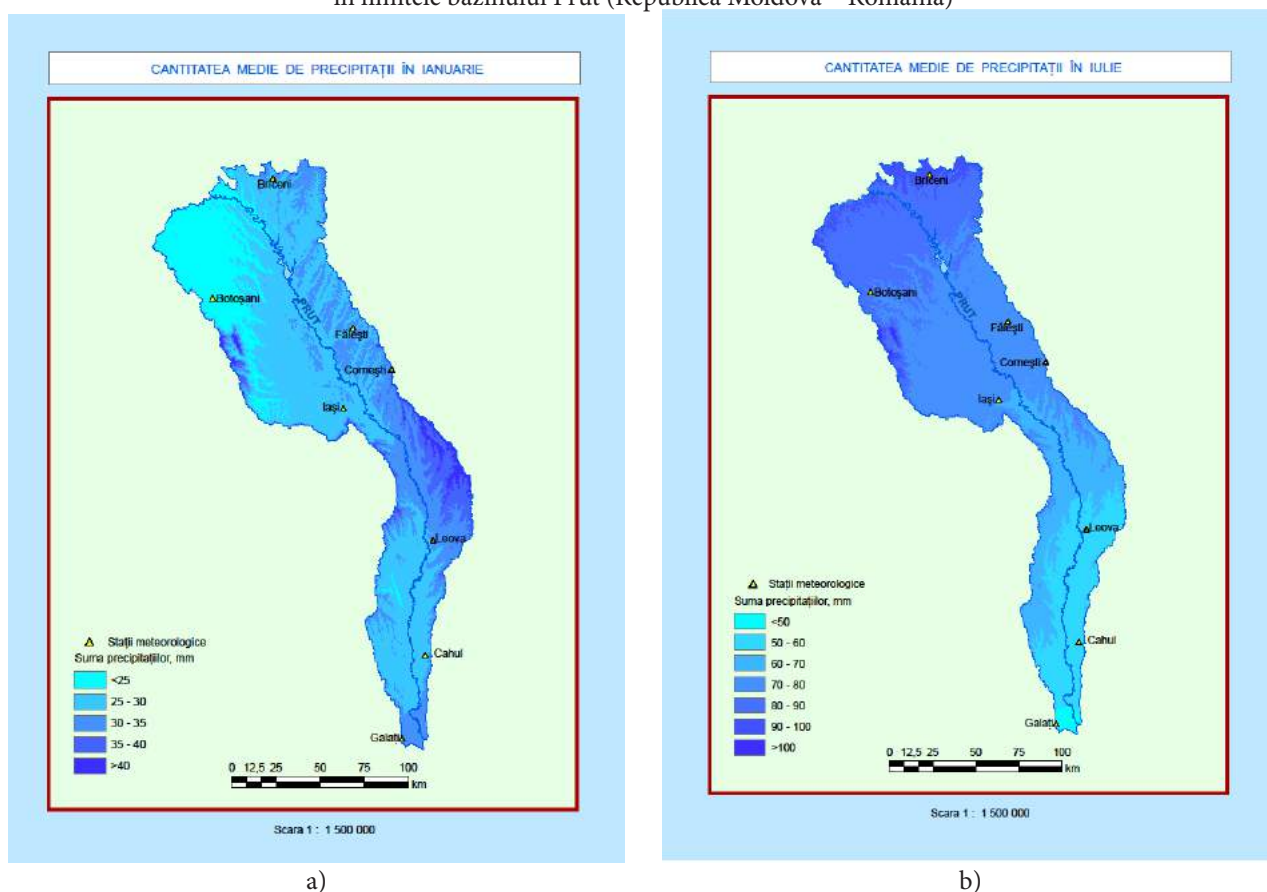 în limitele bazinului Prut (Republica Moldova – România)
CANTITATEA MEDIE DE PRECIPITAȚII ÎN IANUARIE
Briceni
Botoșani
PRUT
Fălești
Cornești
Iași
Leova
Cahul
Galați
Stații meteorologice
Suma precipitațiilor, mm
<25
25 - 30
30 - 35
35 - 40
>40
0 12,5 25 50 75 100
km
Scara 1 : 1 500 000
a)
CANTITATEA MEDIE DE PRECIPITAȚII ÎN IULIE
Briceni
Botoșani
PRUT
Fălești
Cornești
Iași
Leova
Cahul
Galați
Stații meteorologice
Suma precipitațiilor, mm
<50
50 - 60
60 - 70
70 - 80
80 - 90
90 - 100
>100
0 12,5 25 50 75 100
km
Scara 1 : 1 500 000
b)